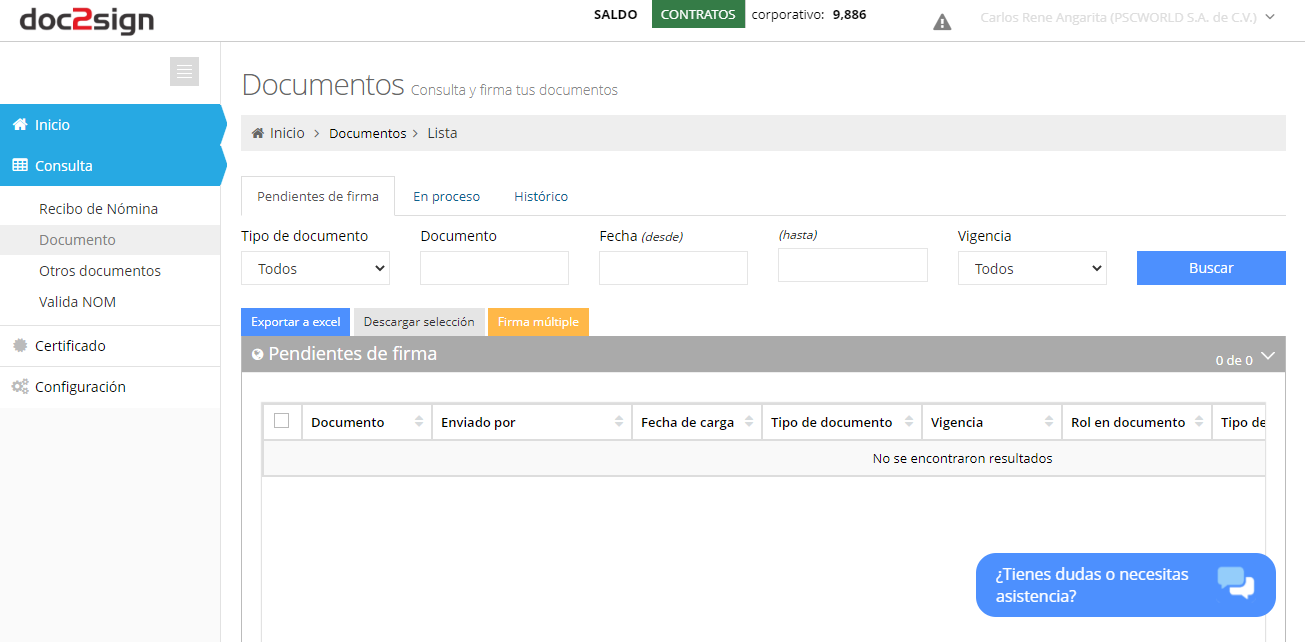 doc2sign
SALDO CONTRATOS corporativo: 9,886
Carlos Rene Angarita (PSCWORLD S.A. de C.V.)
Inicio
Consulta
Recibo de Nómina
Documento
Otros documentos
Valida NOM
Certificado
Configuración
Documentos Consulta y firma tus documentos
Inicio > Documentos > Lista
Pendientes de firma En proceso Histórico
Tipo de documento Documento Fecha (desde) (hasta) Vigencia
Todos Todos Buscar
Exportar a excel Descargar selección Firma múltiple
Pendientes de firma 0 de 0
Documento Enviado por Fecha de carga Tipo de documento Vigencia Rol en documento Tipo de
No se encontraron resultados
¿Tienes dudas o necesitas
asistencia?